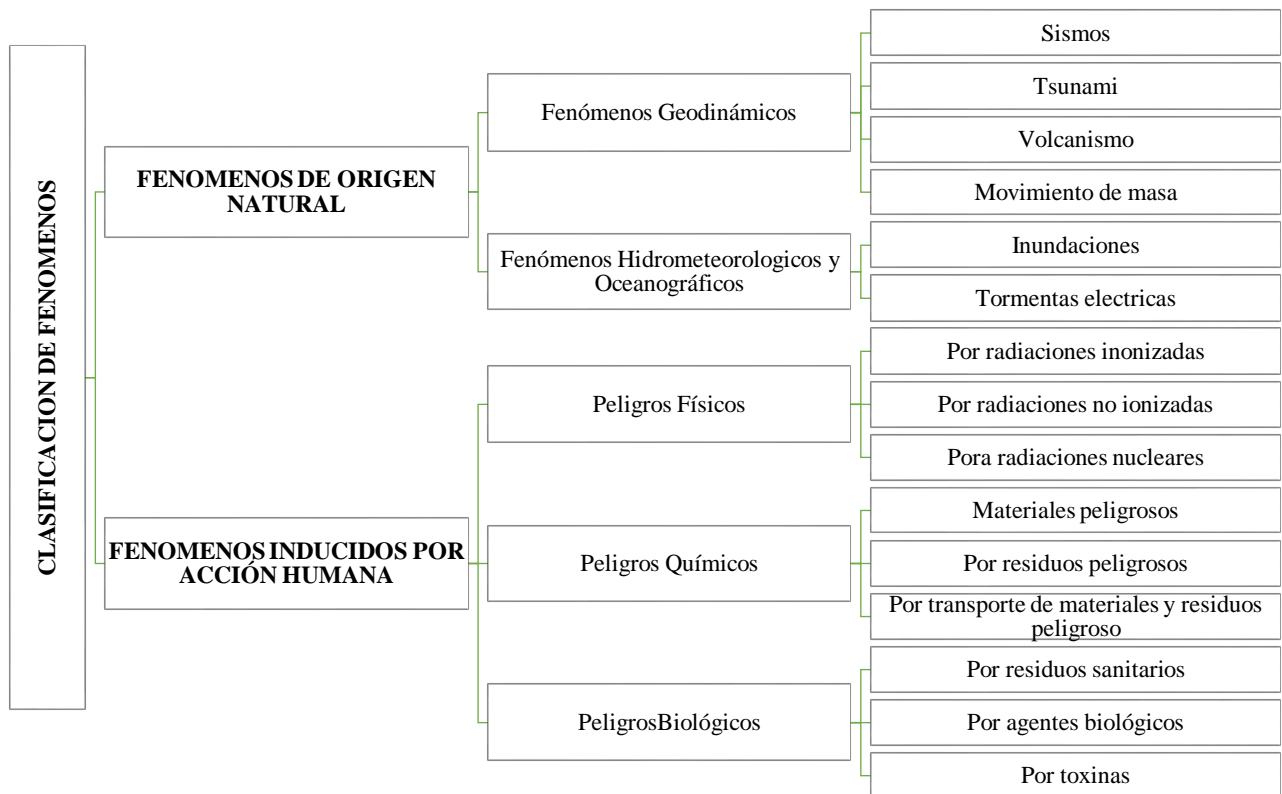 CLASIFICACION DE FENOMENOS
FENOMENOS DE ORIGEN
NATURAL
Fenómenos Geodinámicos
Sismos
Tsunami
Volcanismo
Movimiento de masa
Fenómenos Hidrometeorologicos y
Oceanográficos
Inundaciones
Tormentas electricas
FENOMENOS INDUCIDOS POR
ACCIÓN HUMANA
Peligros Físicos
Por radiaciones inonizadas
Por radiaciones no ionizadas
Pora radiaciones nucleares
Peligros Químicos
Materiales peligrosos
Por residuos peligrosos
Por transporte de materiales y residuos
peligroso
PeligrosBiológicos
Por residuos sanitarios
Por agentes biológicos
Por toxinas